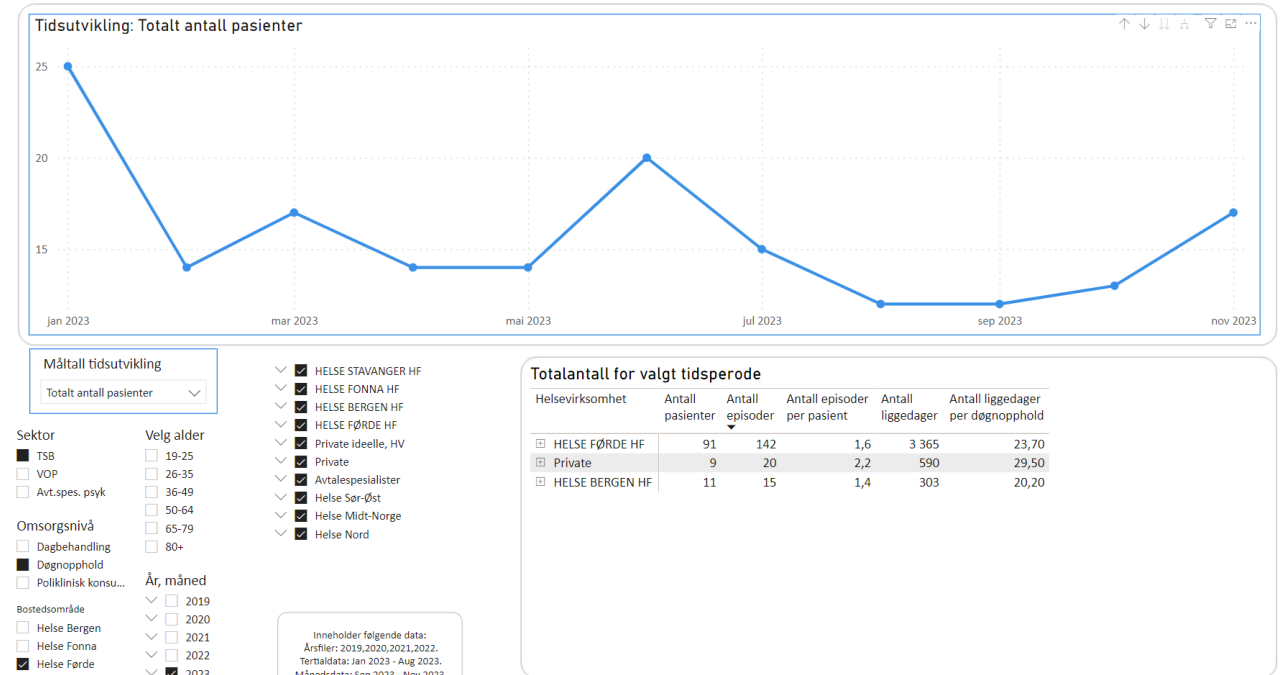 Tidsutvikling: Totalt antall pasienter
25
20
15
jan 2023 mar 2023 mai 2023 jul 2023 sep 2023 nov 2023
Måltall tidsutvikling
Totalt antall pasienter
Sektor
TSB
VOP
Avt.spes. psyk
Omsorgsnivå
Dagbehandling
Døgnopphold
Poliklinisk konsu...
Bostedsområde
Helse Bergen
Helse Fonna
Helse Førde
Velg alder
19-25
26-35
36-49
50-64
65-79
80+
År, måned
2019
2020
2021
2022
2023
HELSE STAVANGER HF
HELSE FONNA HF
HELSE BERGEN HF
HELSE FØRDE HF
Private ideelle, HV
Private
Avtalespesialister
Helse Sør-Øst
Helse Midt-Norge
Helse Nord
Inneholder følgende data:
Årsfiler: 2019,2020,2021,2022.
Tertialdata: Jan 2023 - Aug 2023.
Månedsdata: Sep 2023 - Nov 2023
Totalantall for valgt tidsperode
Helsevirksomhet Antall pasienter Antall episoder Antall episoder per pasient Antall liggedager Antall liggedager per døgnopphold
HELSE FØRDE HF 91 142 1,6 3 365 23,70
Private 9 20 2,2 590 29,50
HELSE BERGEN HF 11 15 1,4 303 20,20